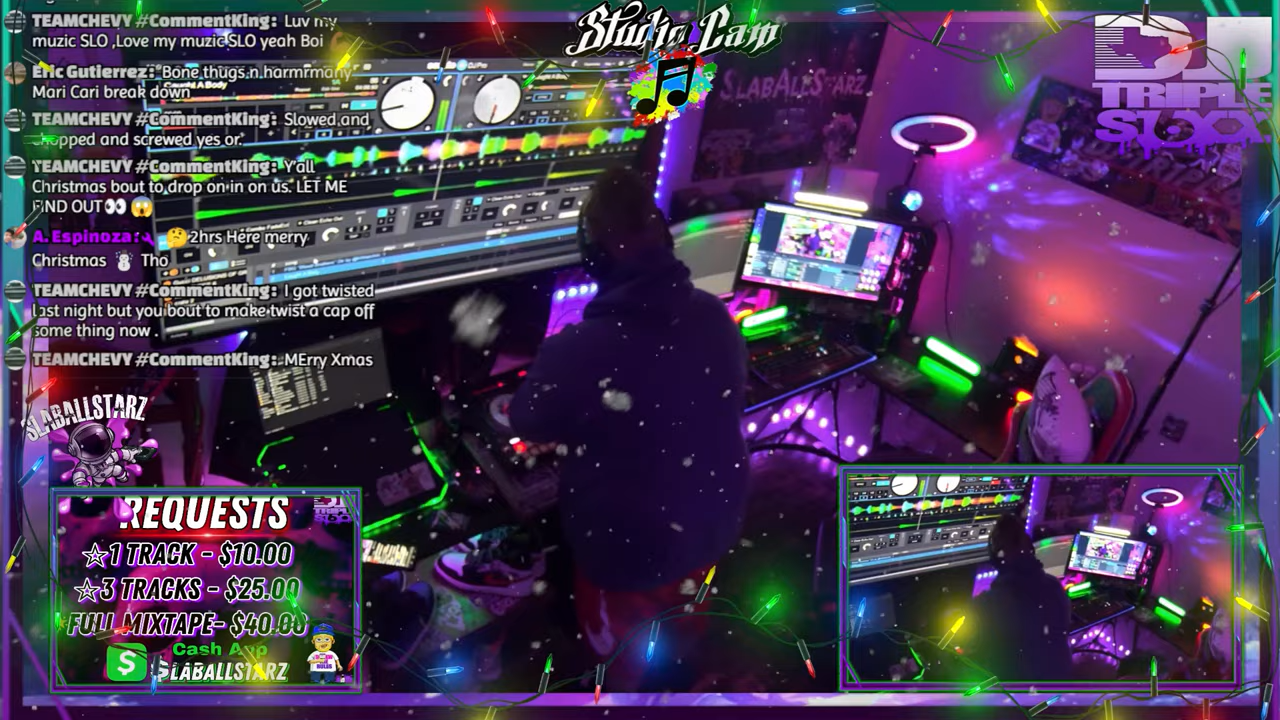 TEAMCHEVY #CommentKing: Luv my
muzic SLO ,Love my muzic SLO yeah Boi
Eric Gutierrez: Bone thugs n harmrmany
Mari Cari break down
TEAMCHEVY #CommentKing: Slowed and
chopped and screwed yes or.
TEAMCHEVY #CommentKing: Y'all
Christmas bout to drop on in on us. LET ME
FIND OUT👀😱
A. Espinoza: 🤔2hrs Here merry
Christmas ☃ Tho
TEAMCHEVY #CommentKing: I got twisted
last night but you bout to make twist a cap off
some thing now .
TEAMCHEVY #CommentKing: MErry Xmas
Studio Cam
SLABALLSTARZ
DJ
TRIPLE
SIXX
SLABALLSTARZ
REQUESTS
☆1 TRACK - $10.00
☆3 TRACKS - $25.00
FULL MIXTAPE- $40.00
Cash App
$LABALLSTARZ